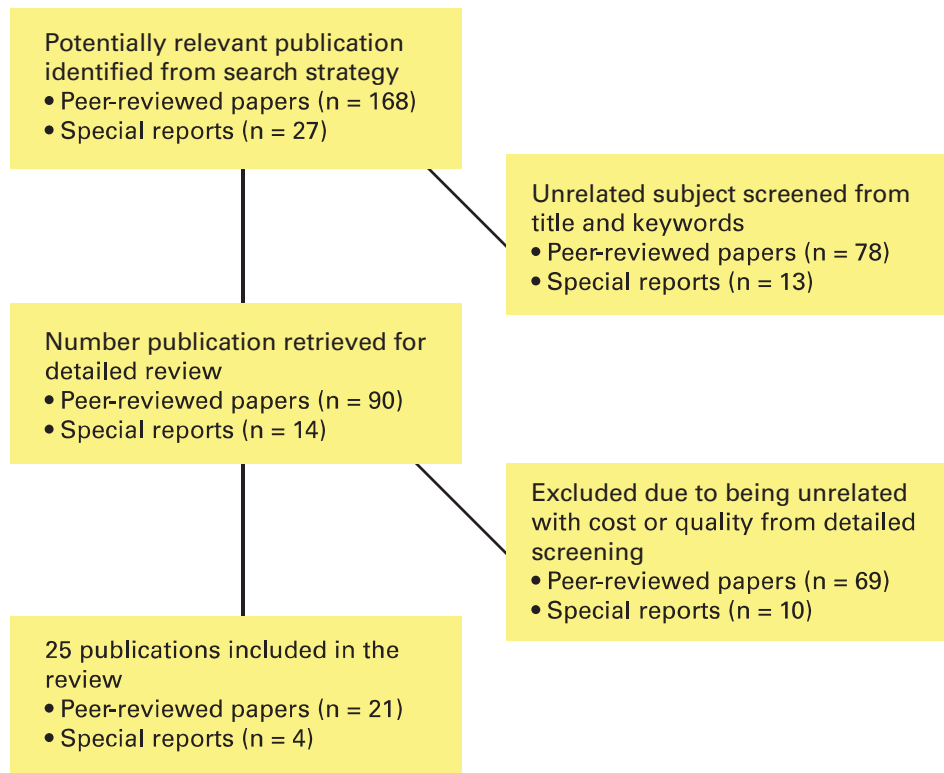 Potentially relevant publication
identified from search strategy
• Peer-reviewed papers (n = 168)
• Special reports (n = 27)
Unrelated subject screened from
title and keywords
• Peer-reviewed papers (n = 78)
• Special reports (n = 13)
Number publication retrieved for
detailed review
• Peer-reviewed papers (n = 90)
• Special reports (n = 14)
Excluded due to being unrelated
with cost or quality from detailed
screening
• Peer-reviewed papers (n = 69)
• Special reports (n = 10)
25 publications included in the
review
• Peer-reviewed papers (n = 21)
• Special reports (n = 4)